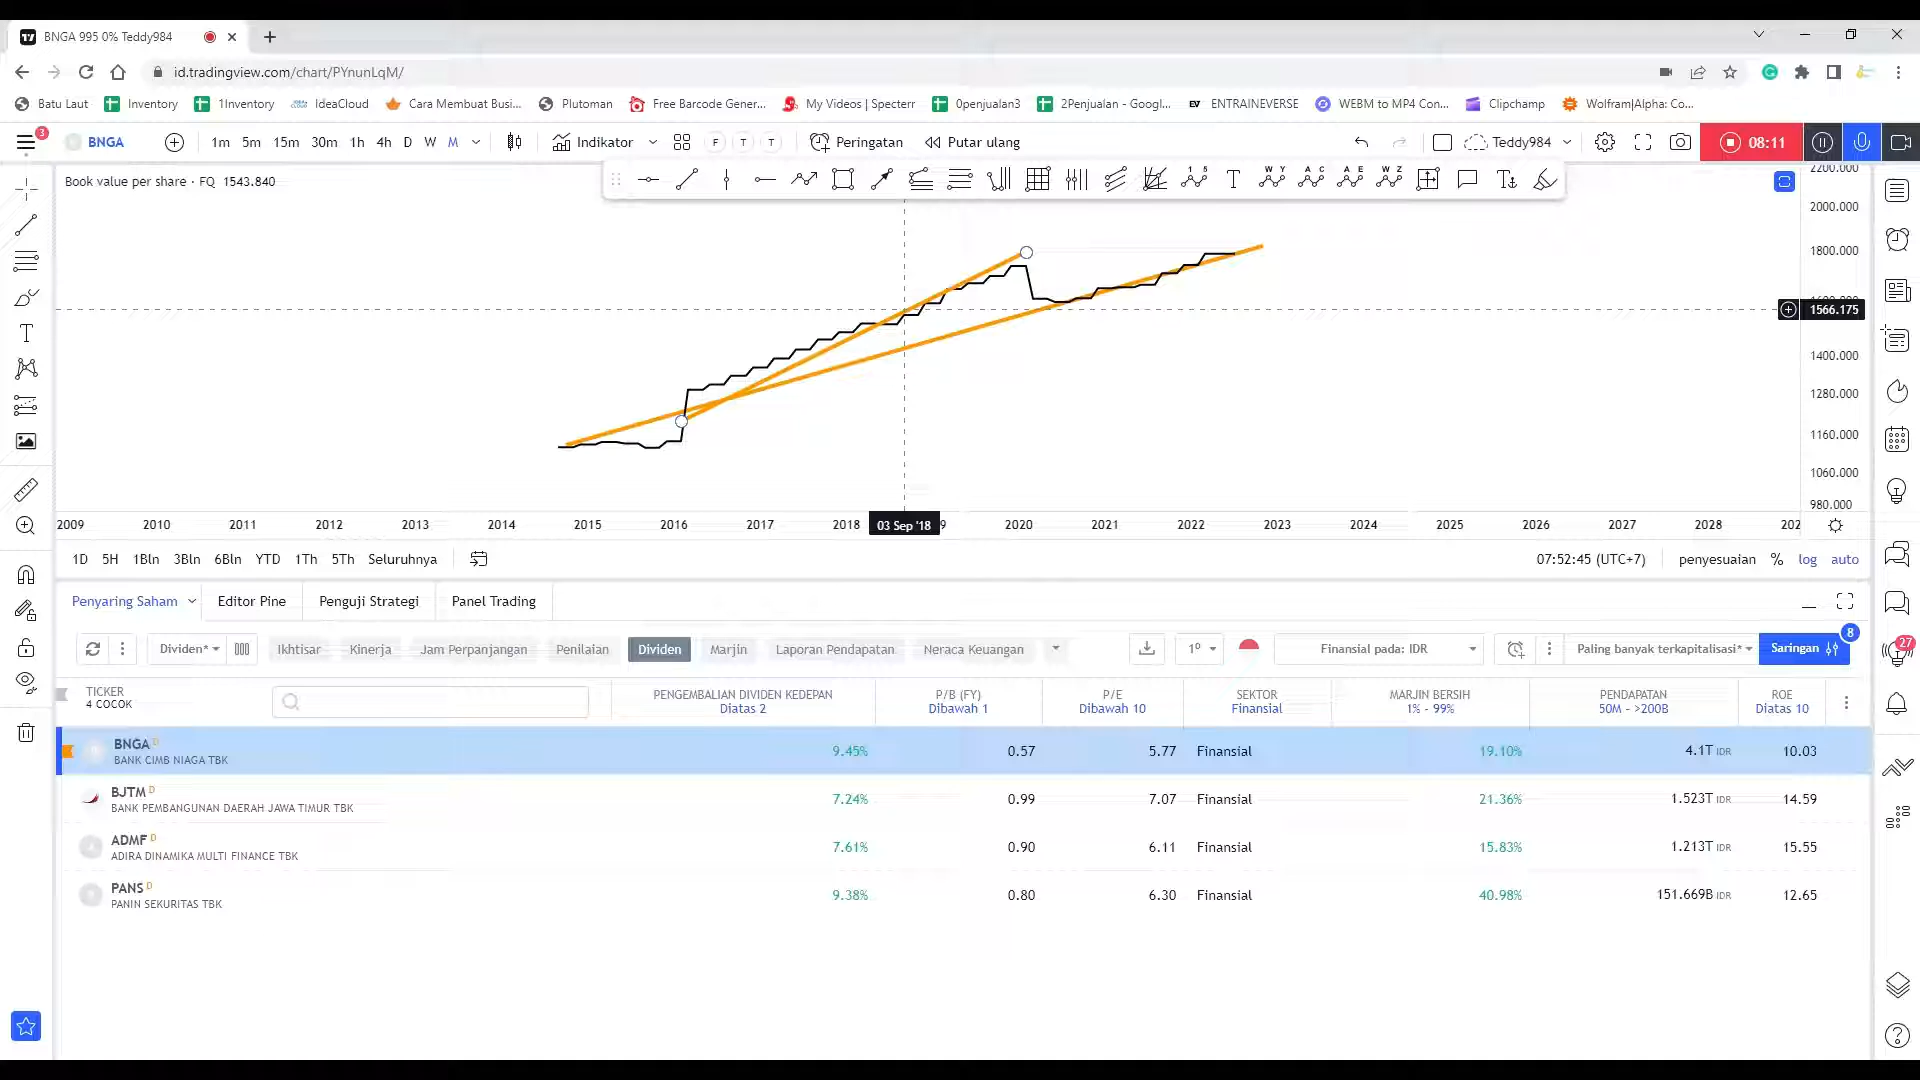 BNGA 995 0% Teddy984
id.tradingview.com/chart/PYnunLqM/
Batu Laut Inventory 1Inventory IdeaCloud Cara Membuat Busi... Plutoman Free Barcode Gener... My Videos | Specterr 0penjualan3 2Penjualan - Googl... EV ENTRAINEVERSE WEBM to MP4 Con... Clipchamp Wolfram|Alpha: Co...
3
BNGA 1m 5m 15m 30m 1h 4h D W M Indikator F T T Peringatan Putar ulang Teddy984 08:11
1 5 T W Y A C A E W Z
Book value per share · FQ 1543.840
2200.000
2000.000
1800.000
1566.175
1400.000
1280.000
1160.000
1060.000
980.000
2009 2010 2011 2012 2013 2014 2015 2016 2017 2018 03 Sep '18 9 2020 2021 2022 2023 2024 2025 2026 2027 2028 202
1D 5H 1Bln 3Bln 6Bln YTD 1Th 5Th Seluruhnya 07:52:45 (UTC+7) penyesuaian % log auto
Penyaring Saham Editor Pine Penguji Strategi Panel Trading
Dividen* Ikhtisar Kinerja Jam Perpanjangan Penilaian Dividen Marjin Laporan Pendapatan Neraca Keuangan 1D Finansial pada: IDR Paling banyak terkapitalisasi* Saringan 8
27
TICKER PENGEMBALIAN DIVIDEN KEDEPAN P/B (FY) P/E SEKTOR MARJIN BERSIH PENDAPATAN ROE
4 COCOK Diatas 2 Dibawah 1 Dibawah 10 Finansial 1% - 99% 50M - >200B Diatas 10
BNGA D 9.45% 0.57 5.77 Finansial 19.10% 4.1T IDR 10.03
BANK CIMB NIAGA TBK
BJTM D 7.24% 0.99 7.07 Finansial 21.36% 1.523T IDR 14.59
BANK PEMBANGUNAN DAERAH JAWA TIMUR TBK
ADMF D 7.61% 0.90 6.11 Finansial 15.83% 1.213T IDR 15.55
ADIRA DINAMIKA MULTI FINANCE TBK
PANS D 9.38% 0.80 6.30 Finansial 40.98% 151.669B IDR 12.65
PANIN SEKURITAS TBK